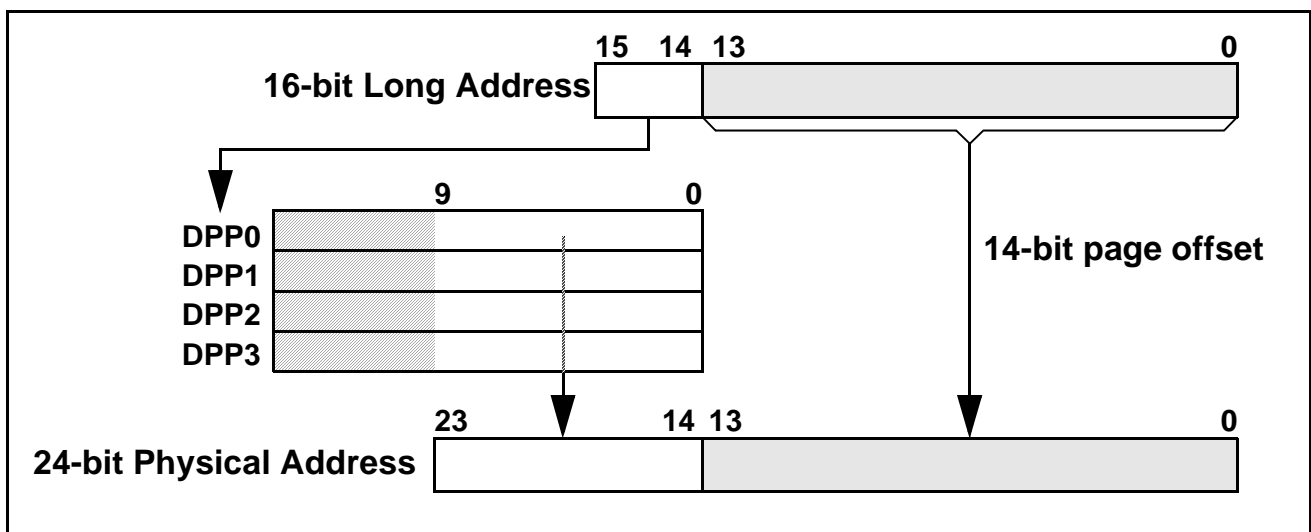 15 14 13 0
16-bit Long Address
9 0
DPP0
DPP1
14-bit page offset
DPP2
DPP3
23 14 13 0
24-bit Physical Address